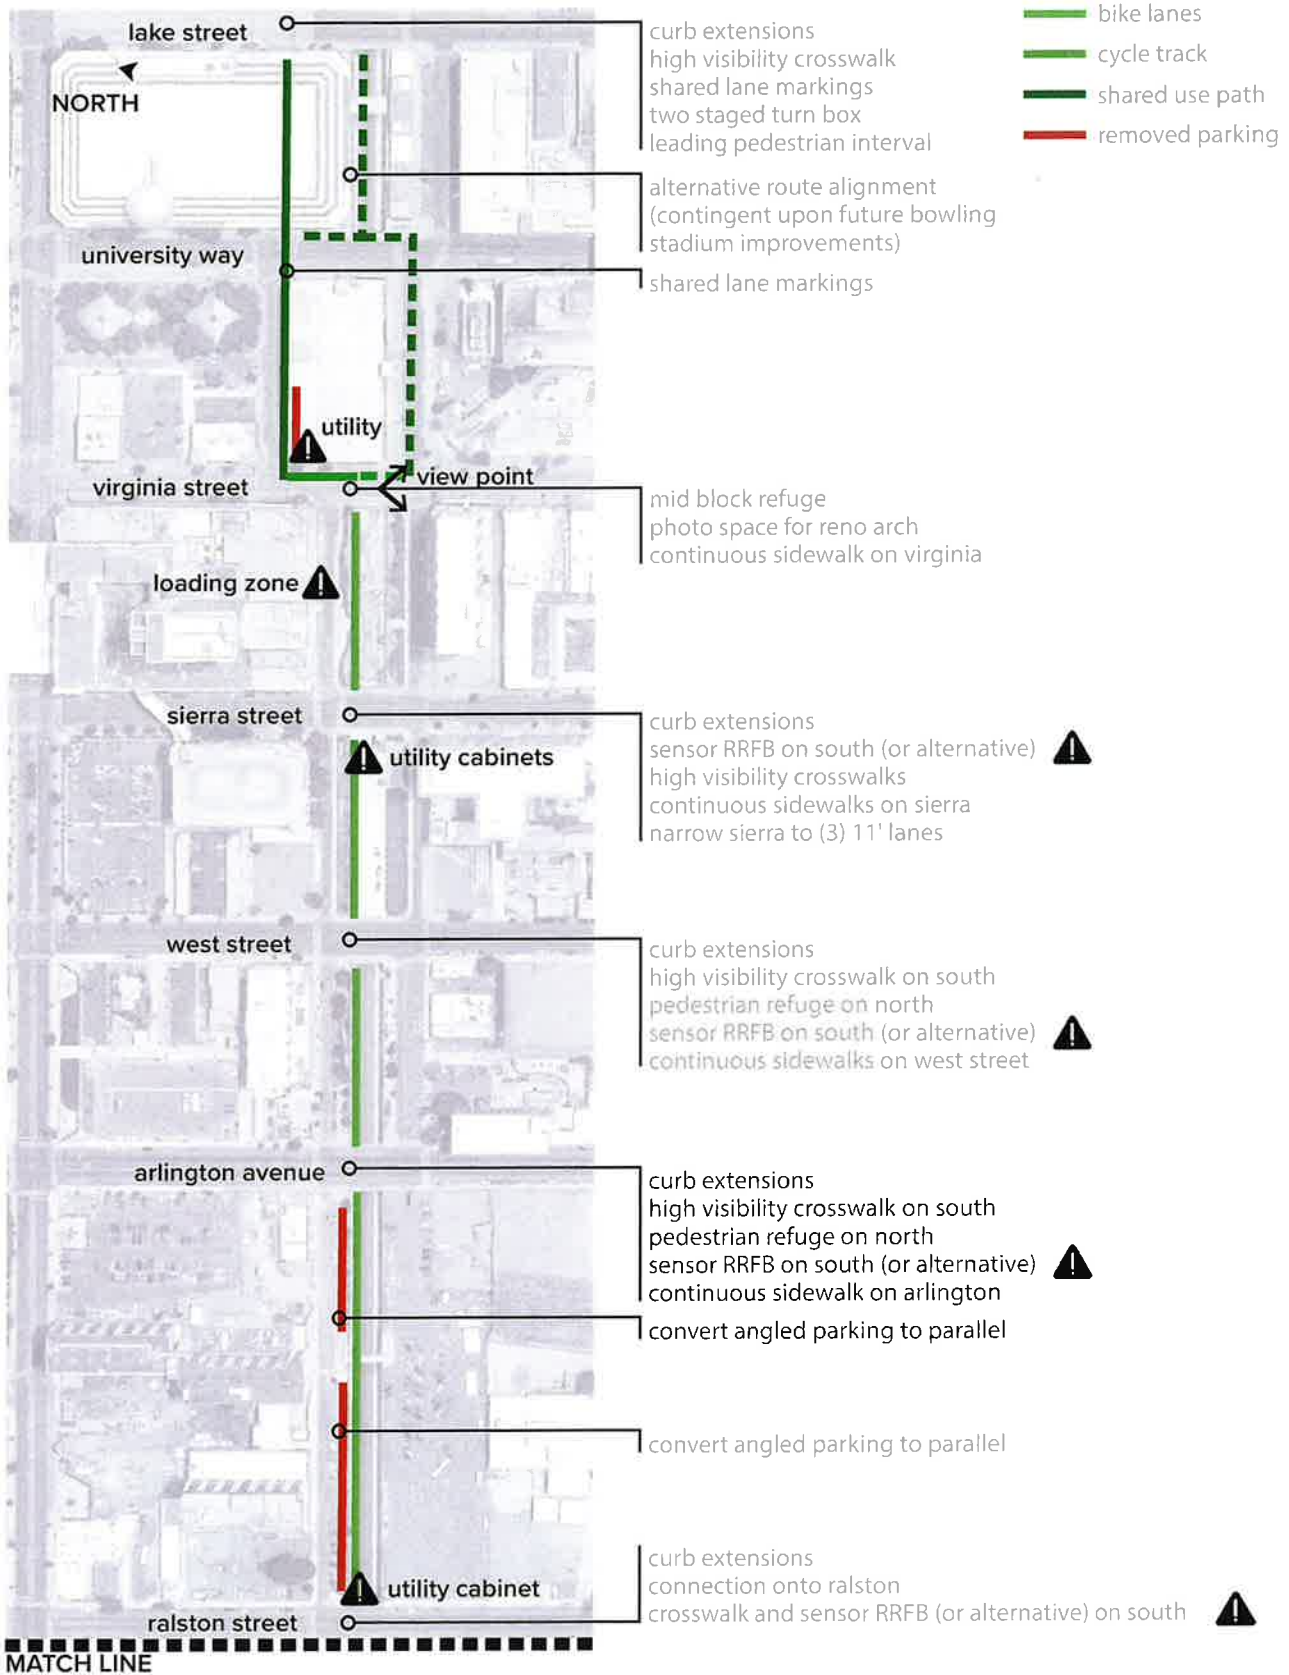 lake street
NORTH
curb extensions
high visibility crosswalk
shared lane markings
two staged turn box
leading pedestrian interval
bike lanes
cycle track
shared use path
removed parking
alternative route alignment
(contingent upon future bowling
stadium improvements)
university way
shared lane markings
utility
view point
virginia street
mid block refuge
photo space for reno arch
continuous sidewalk on virginia
loading zone
sierra street
curb extensions
sensor RRFB on south (or alternative)
high visibility crosswalks
continuous sidewalks on sierra
narrow sierra to (3) 11' lanes
utility cabinets
west street
curb extensions
high visibility crosswalk on south
pedestrian refuge on north
sensor RRFB on south (or alternative)
continuous sidewalks on west street
arlington avenue
curb extensions
high visibility crosswalk on south
pedestrian refuge on north
sensor RRFB on south (or alternative)
continuous sidewalk on arlington
convert angled parking to parallel
convert angled parking to parallel
utility cabinet
ralston street
curb extensions
connection onto ralston
crosswalk and sensor RRFB (or alternative) on south
MATCH LINE